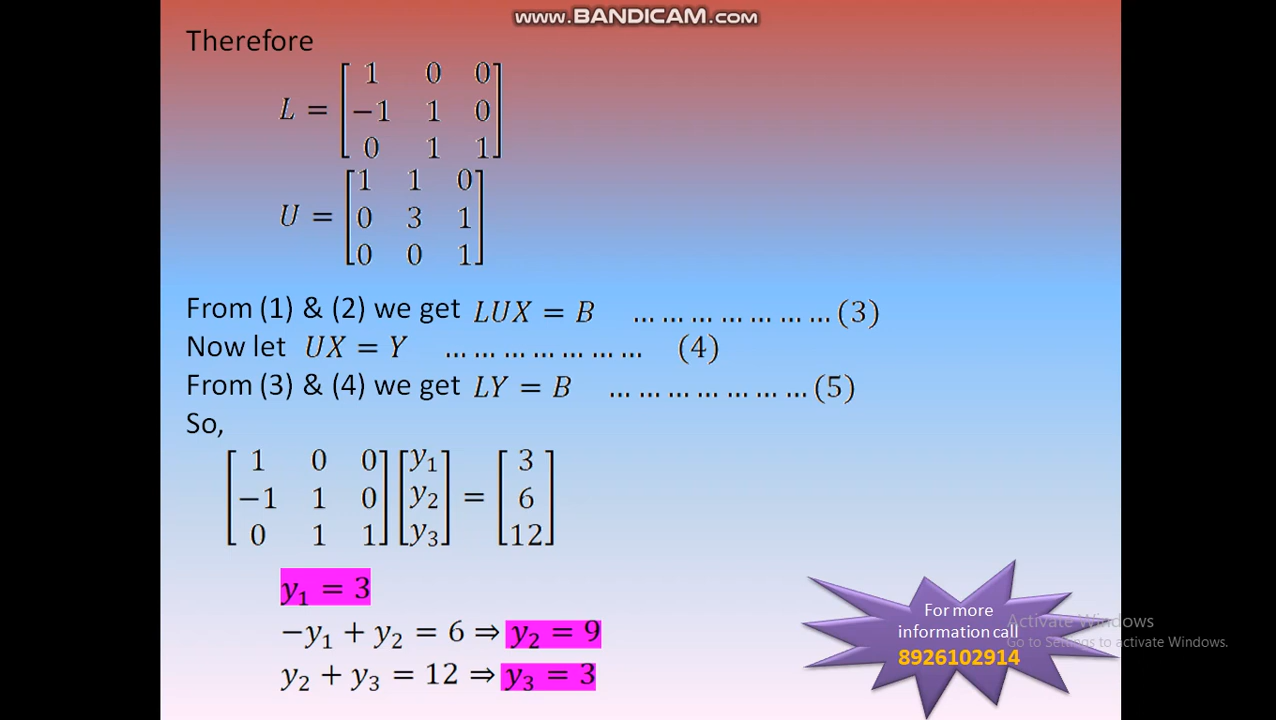 www.BANDICAM.com
Therefore
L = [ 1 0 0
−1 1 0
0 1 1 ]
U = [ 1 1 0
0 3 1
0 0 1 ]
From (1) & (2) we get LUX = B ... ... ... ... ... ... ... (3)
Now let UX = Y ... ... ... ... ... ... ... (4)
From (3) & (4) we get LY = B ... ... ... ... ... ... ... (5)
So,
[ 1 0 0 ] [ y₁ ] = [ 3 ]
[ −1 1 0 ] [ y₂ ] = [ 6 ]
[ 0 1 1 ] [ y₃ ] = [ 12 ]
y₁ = 3
−y₁ + y₂ = 6 ⇒ y₂ = 9
y₂ + y₃ = 12 ⇒ y₃ = 3
For more
information call
8926102914
Activate Windows
Go to Settings to activate Windows.